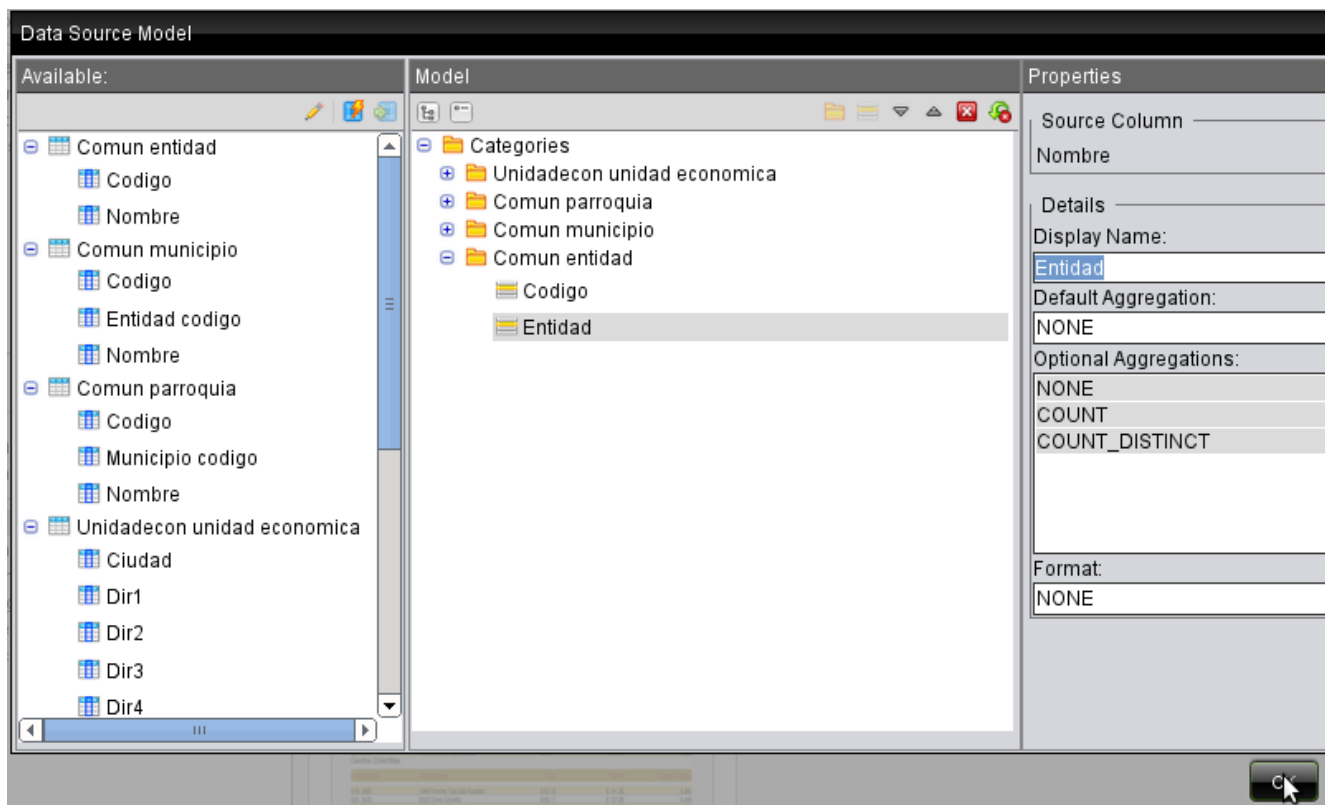 Data Source Model
Available:
Comun entidad
Codigo
Nombre
Comun municipio
Codigo
Entidad codigo
Nombre
Comun parroquia
Codigo
Municipio codigo
Nombre
Unidadecon unidad economica
Ciudad
Dir1
Dir2
Dir3
Dir4
Model
Categories
Unidadecon unidad economica
Comun parroquia
Comun municipio
Comun entidad
Codigo
Entidad
Properties
Source Column
Nombre
Details
Display Name:
Entidad
Default Aggregation:
NONE
Optional Aggregations:
NONE
COUNT
COUNT_DISTINCT
Format:
NONE